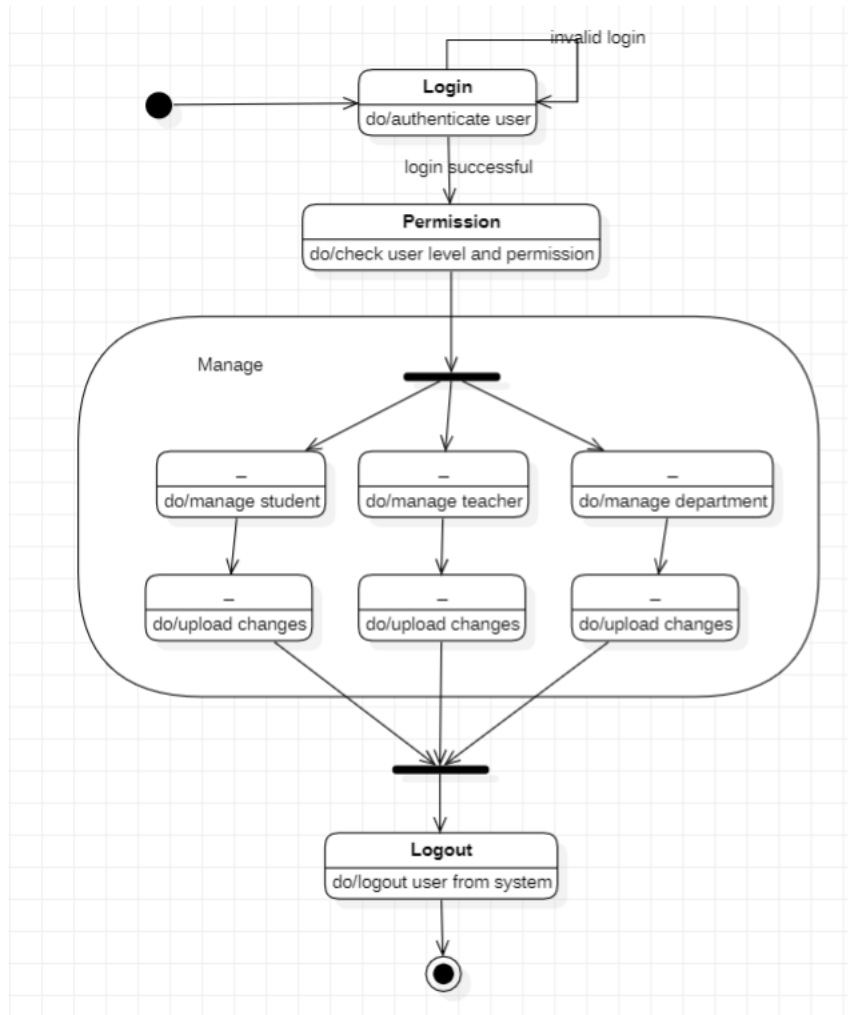 invalid login
Login
do/authenticate user
login successful
Permission
do/check user level and permission
Manage
_
_
_
do/manage student
do/manage teacher
do/manage department
_
_
_
do/upload changes
do/upload changes
do/upload changes
Logout
do/logout user from system